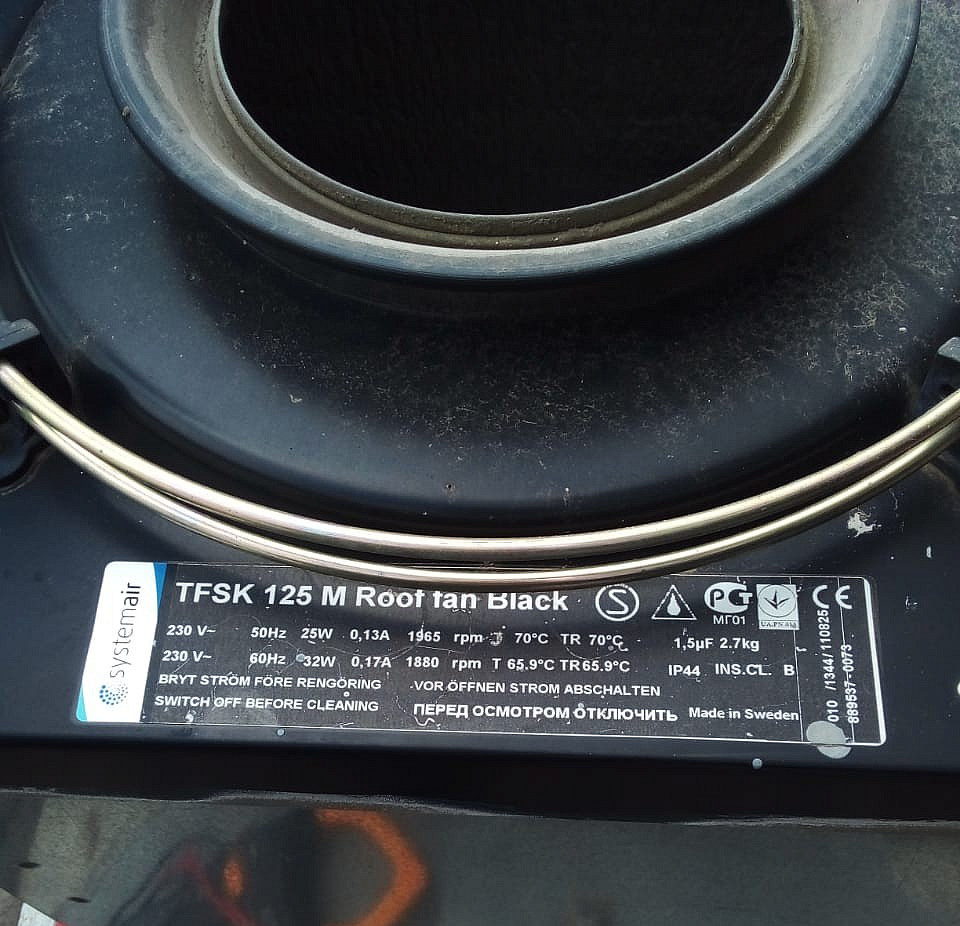 systemair
TFSK 125 M Roof fan Black
230 V~ 50Hz 25W 0,13A 1965 rpm T 70°C TR 70°C 1,5µF 2.7kg
230 V~ 60Hz 32W 0,17A 1880 rpm T 65.9°C TR 65.9°C IP44 INS.CL. B
BRYT STRÖM FÖRE RENGÖRING VOR ÖFFNEN STROM ABSCHALTEN
SWITCH OFF BEFORE CLEANING ПЕРЕД ОСМОТРОМ ОТКЛЮЧИТЬ Made in Sweden
S
РСТ
МГ01
CE
010 /1344/ 110825
889537-0073